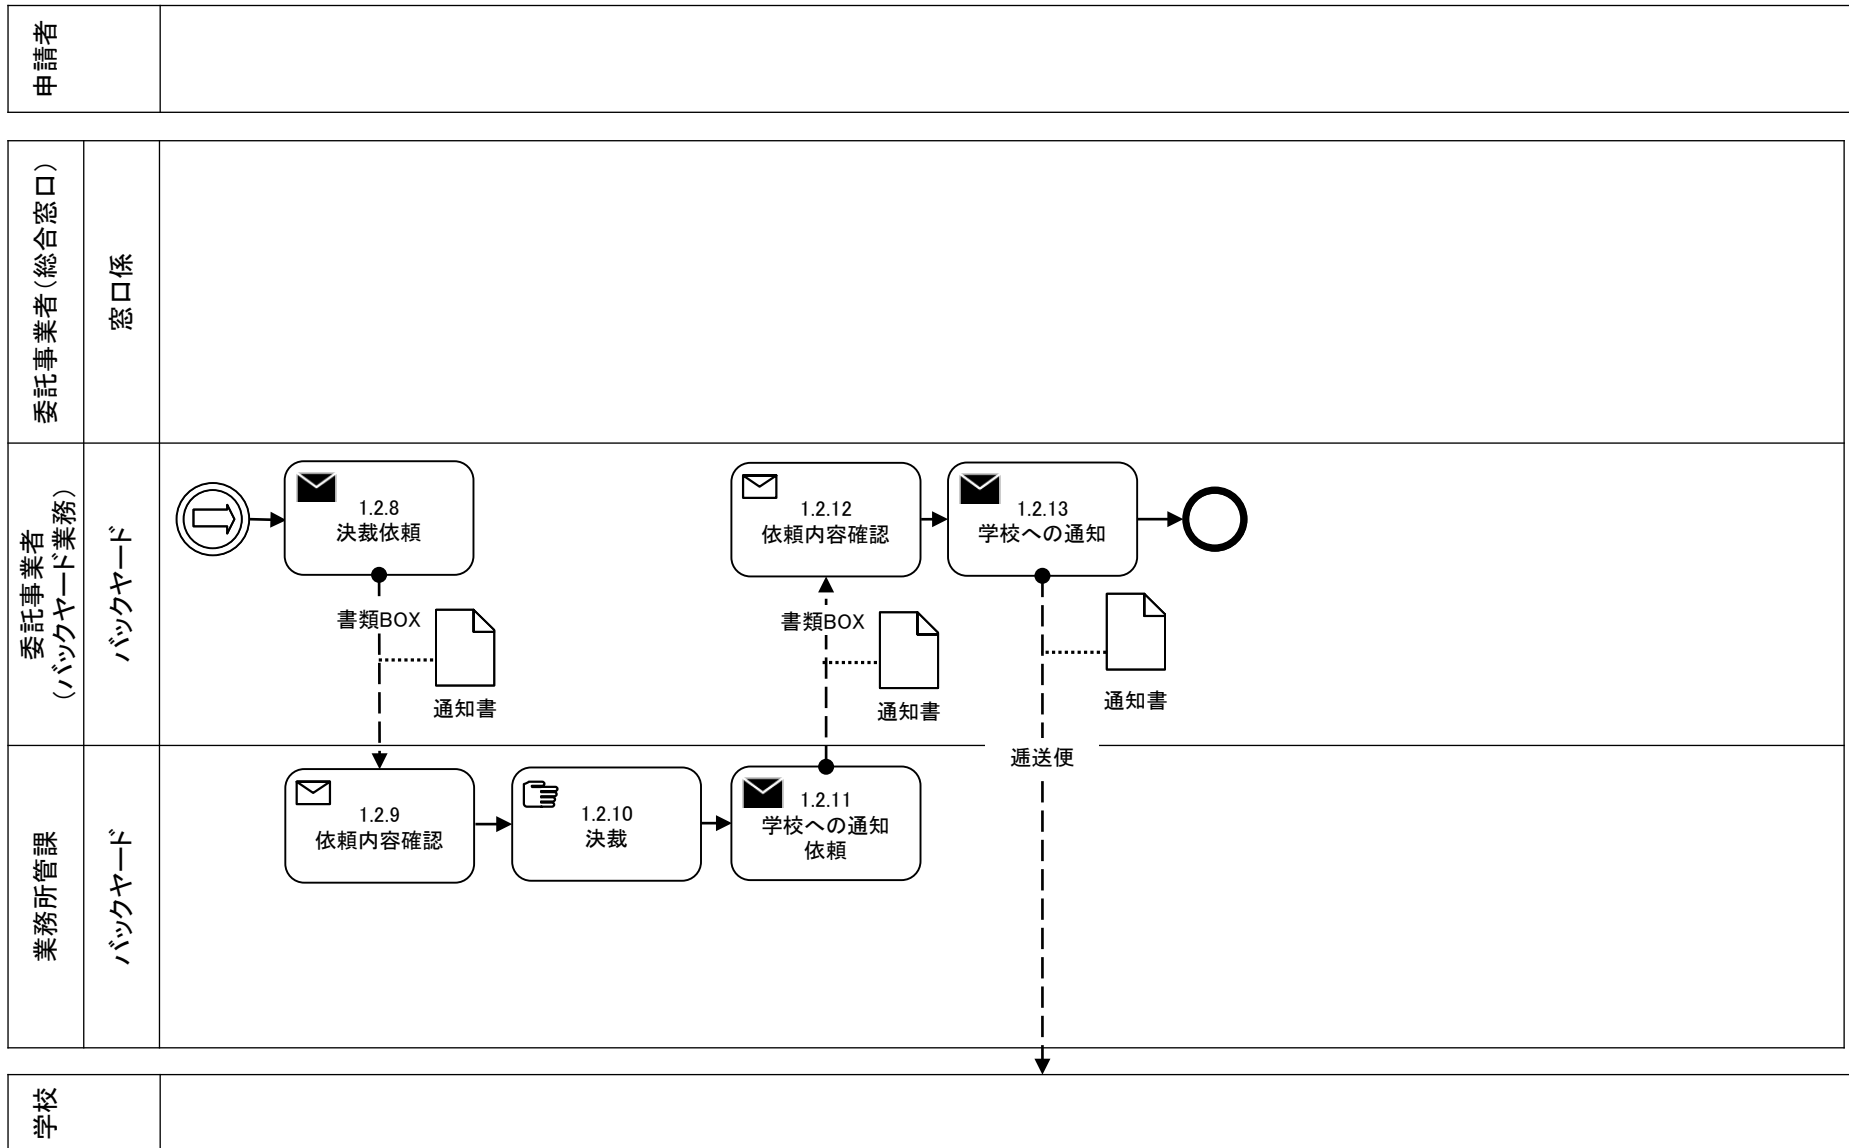 申請者
委託事業者(総合窓口)
窓口係
委託事業者
(バックヤード業務)
バックヤード
1.2.8
決裁依頼
書類BOX
通知書
1.2.12
依頼内容確認
書類BOX
通知書
1.2.13
学校への通知
通知書
逓送便
業務所管課
バックヤード
1.2.9
依頼内容確認
1.2.10
決裁
1.2.11
学校への通知
依頼
学校